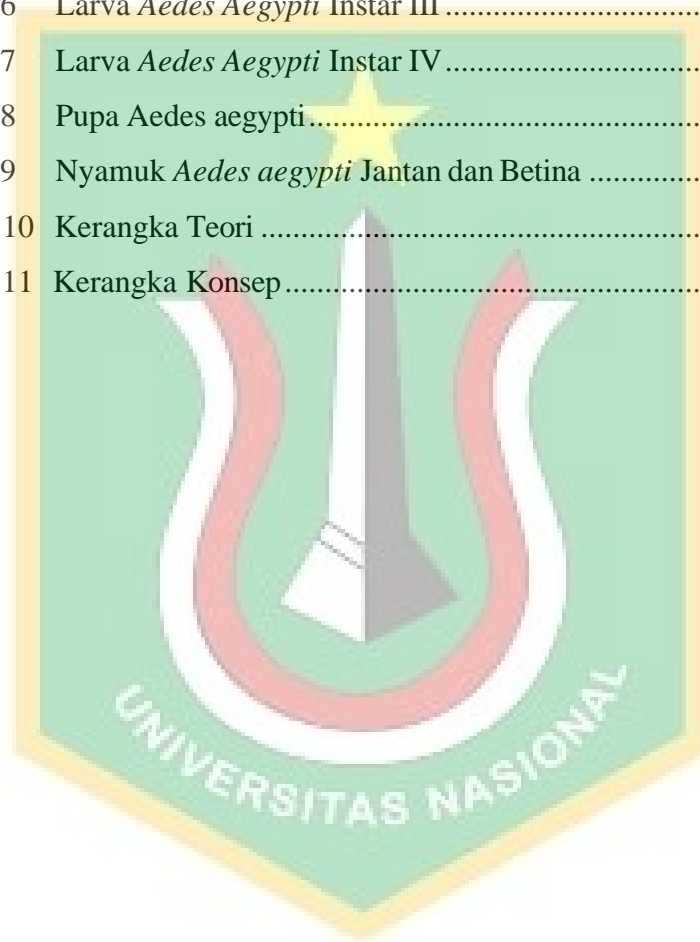 6 Larva Aedes Aegypti Instar III ........................
7 Larva Aedes Aegypti Instar IV ........................
8 Pupa Aedes aegypti ........................
9 Nyamuk Aedes aegypti Jantan dan Betina ........................
10 Kerangka Teori ........................
11 Kerangka Konsep ........................
UNIVERSITAS NASIONAL